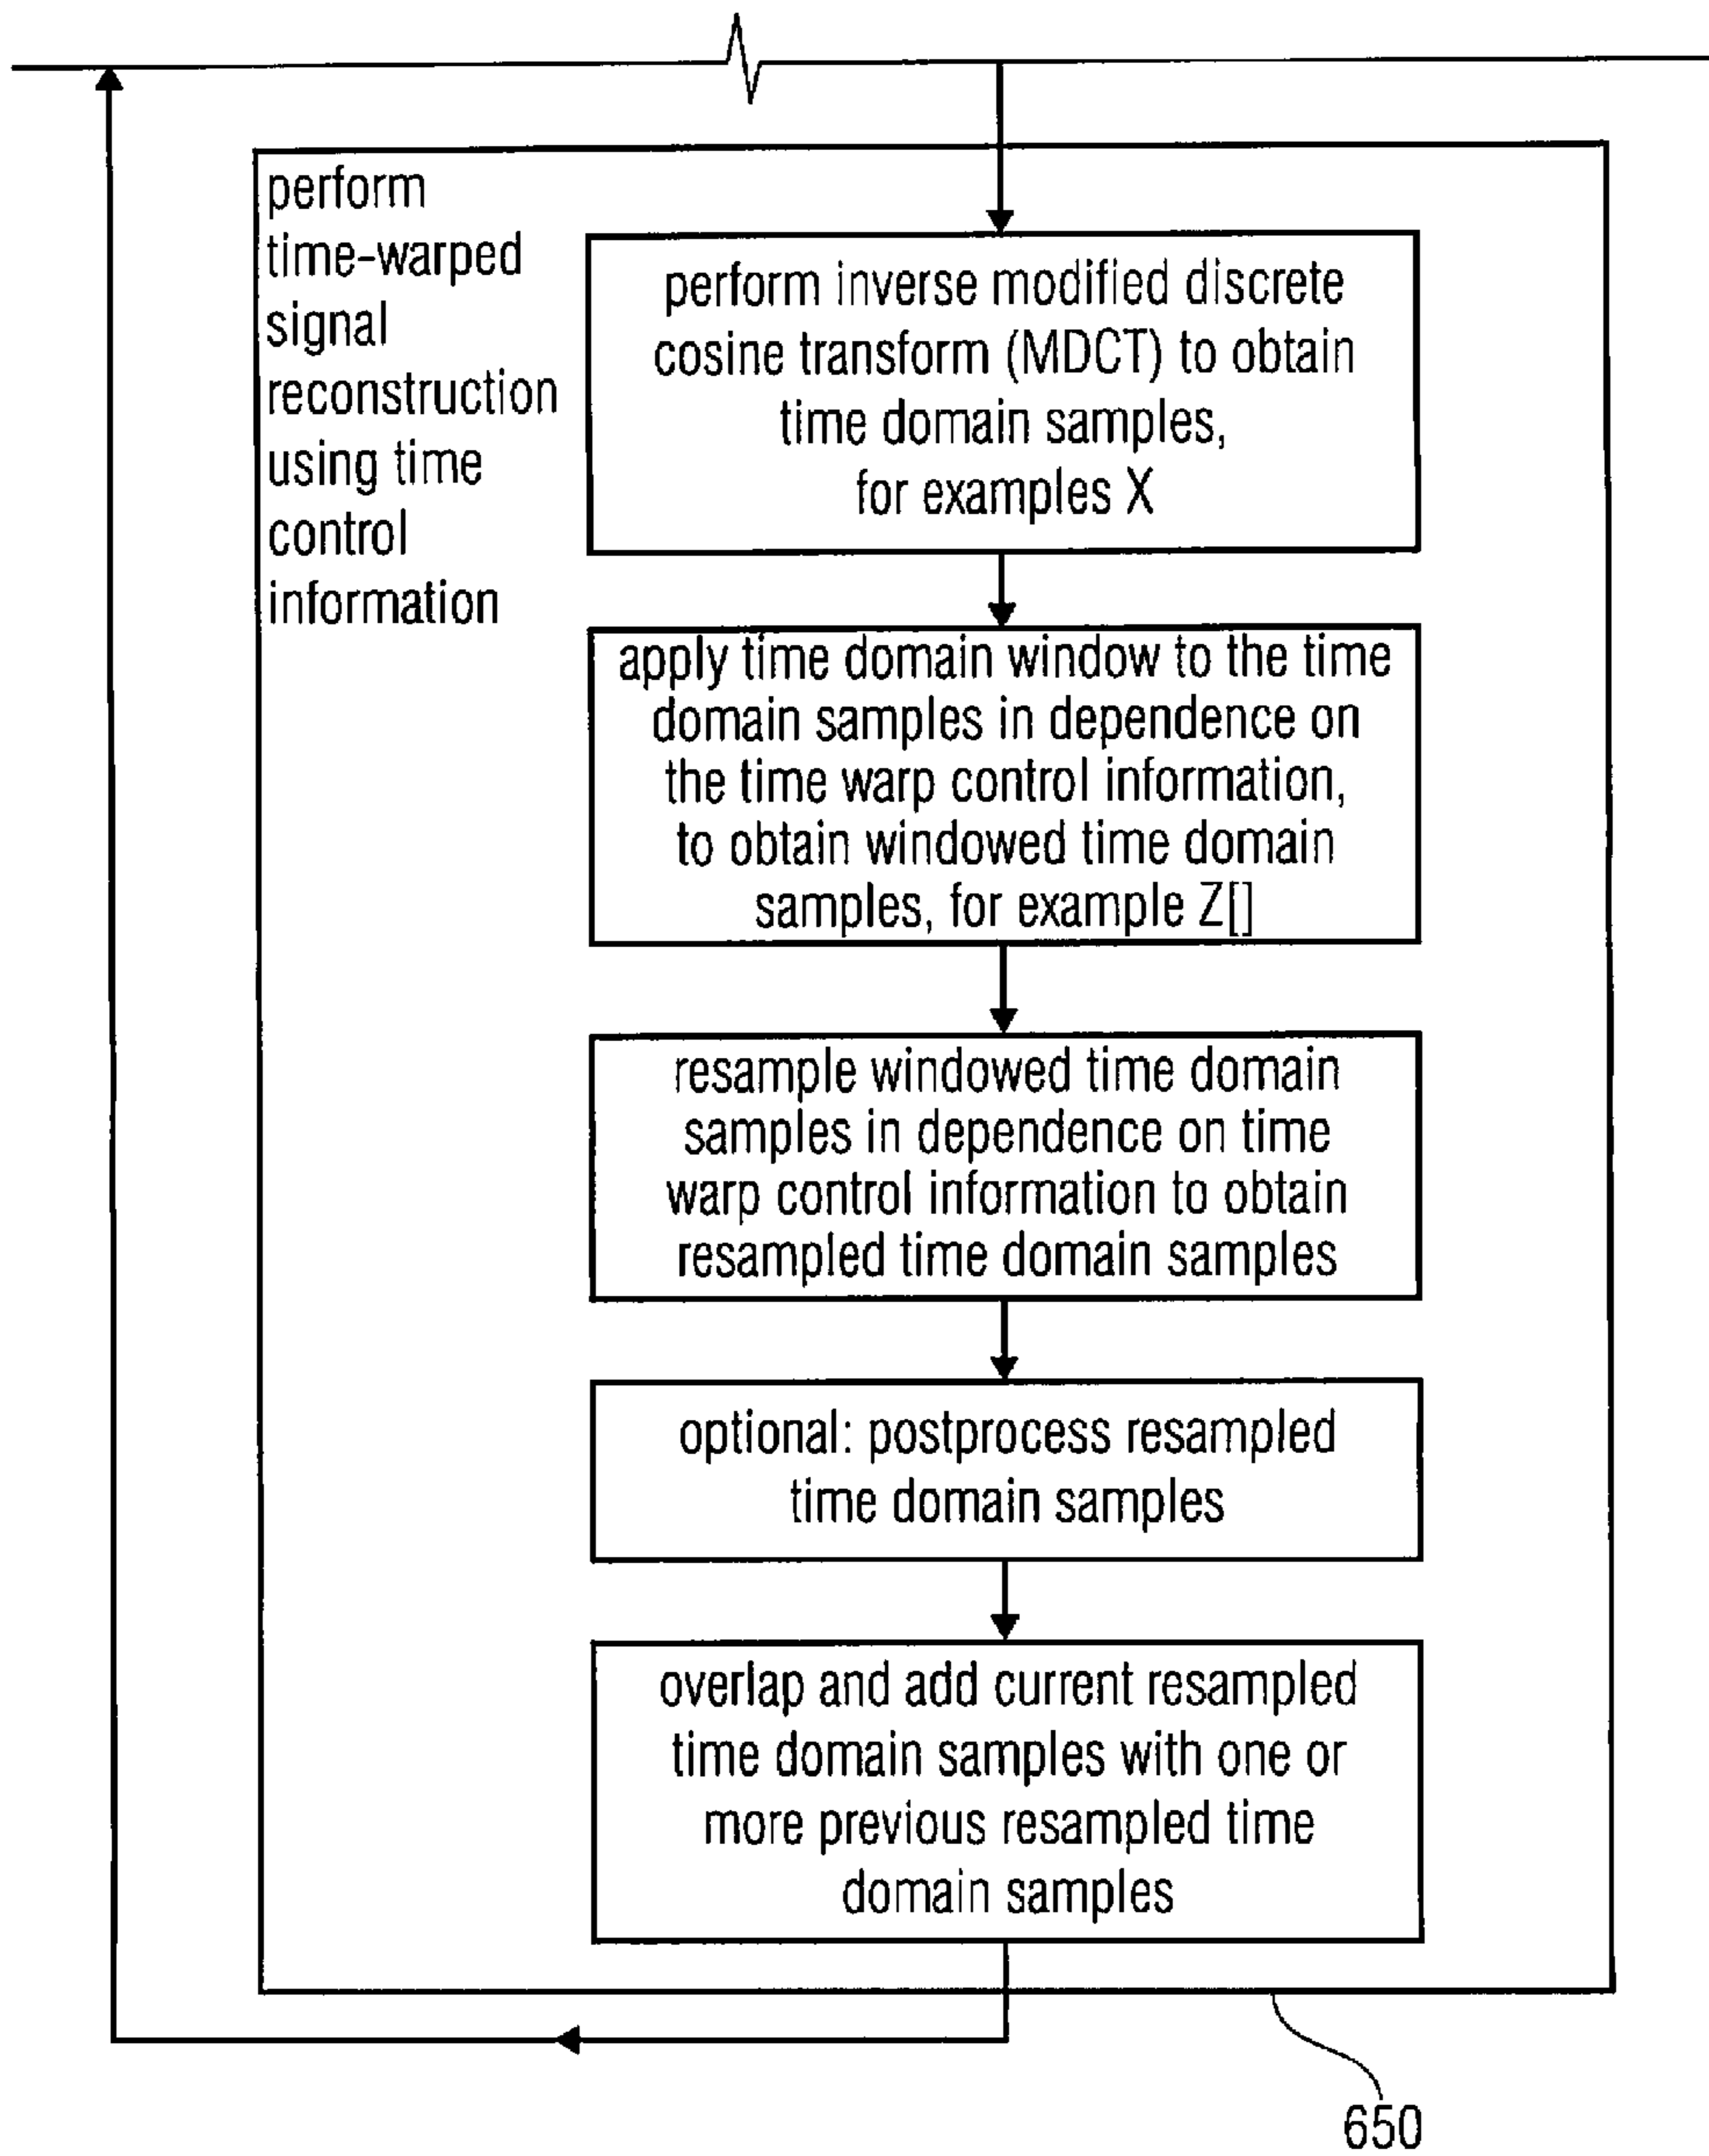 perform
time-warped
signal
reconstruction
using time
control
information
perform inverse modified discrete
cosine transform (MDCT) to obtain
time domain samples,
for examples X
apply time domain window to the time
domain samples in dependence on
the time warp control information,
to obtain windowed time domain
samples, for example Z[]
resample windowed time domain
samples in dependence on time
warp control information to obtain
resampled time domain samples
optional: postprocess resampled
time domain samples
overlap and add current resampled
time domain samples with one or
more previous resampled time
domain samples
650